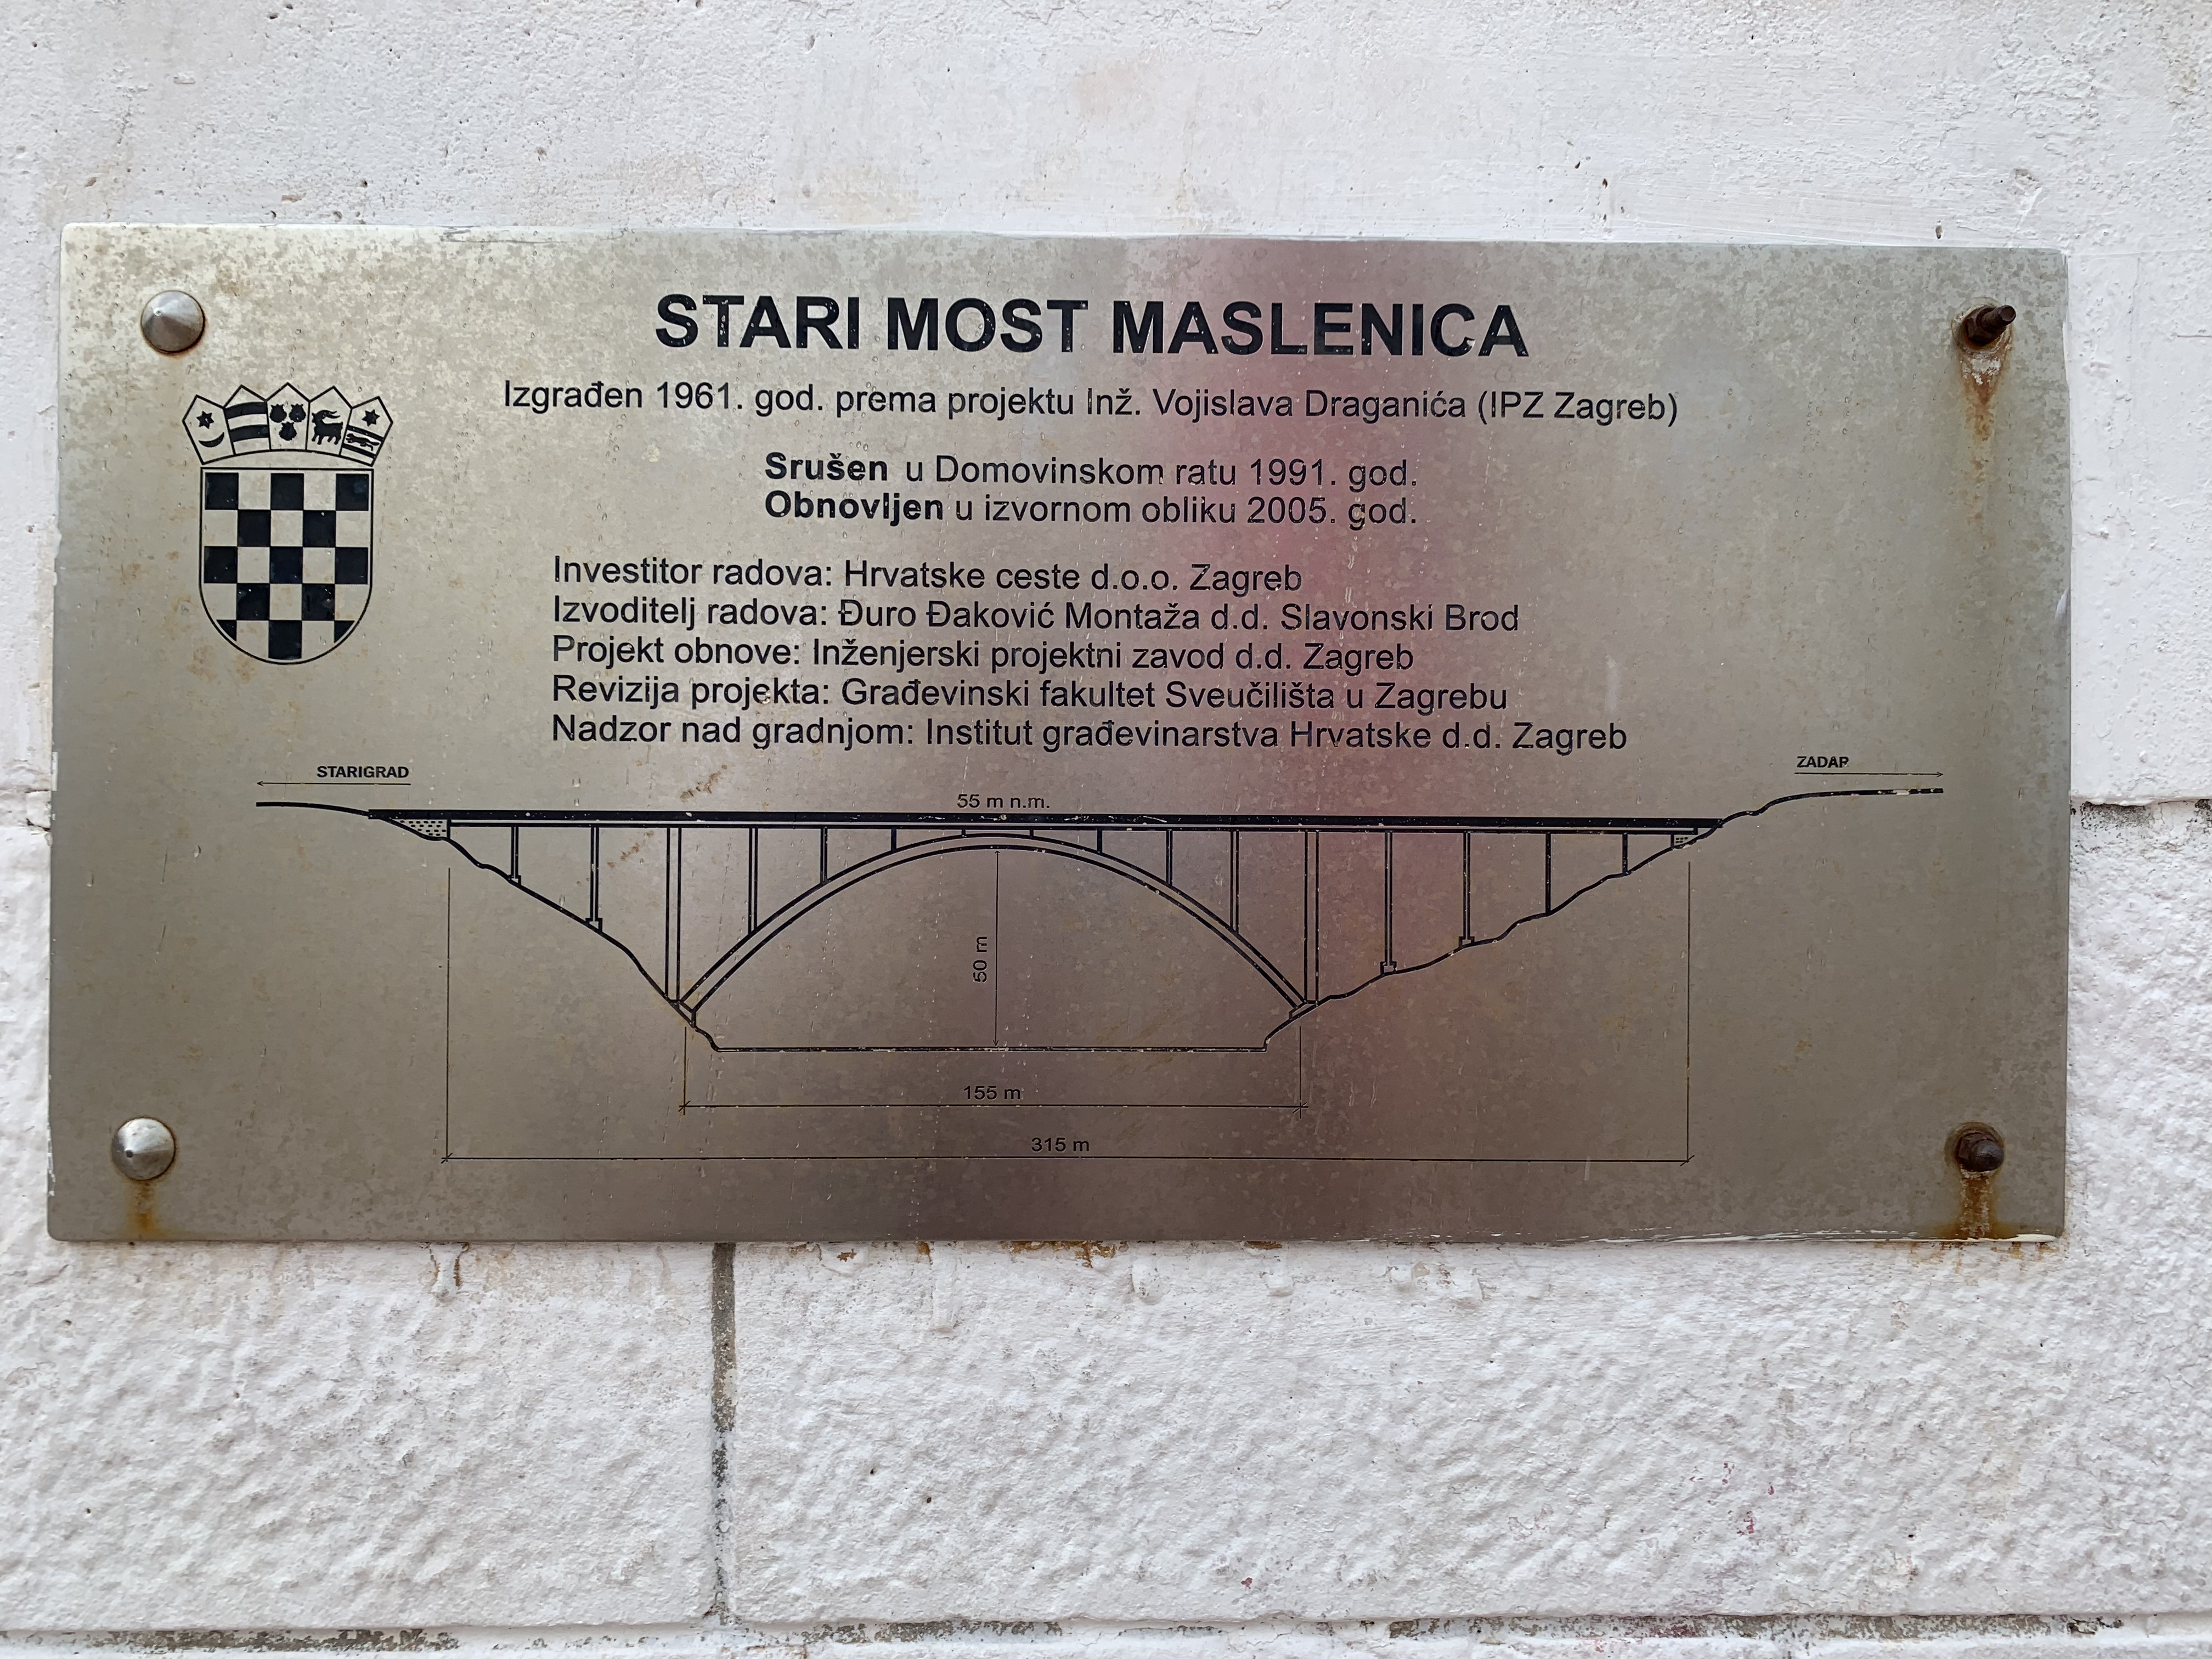 STARI MOST MASLENICA
Izgrađen 1961. god. prema projektu Inž. Vojislava Draganića (IPZ Zagreb)
Srušen u Domovinskom ratu 1991. god.
Obnovljen u izvornom obliku 2005. god.
Investitor radova: Hrvatske ceste d.o.o. Zagreb
Izvoditelj radova: Đuro Đaković Montaža d.d. Slavonski Brod
Projekt obnove: Inženjerski projektni zavod d.d. Zagreb
Revizija projekta: Građevinski fakultet Sveučilišta u Zagrebu
Nadzor nad gradnjom: Institut građevinarstva Hrvatske d.d. Zagreb
STARIGRAD
ZADAR
55 m n.m.
50 m
155 m
315 m